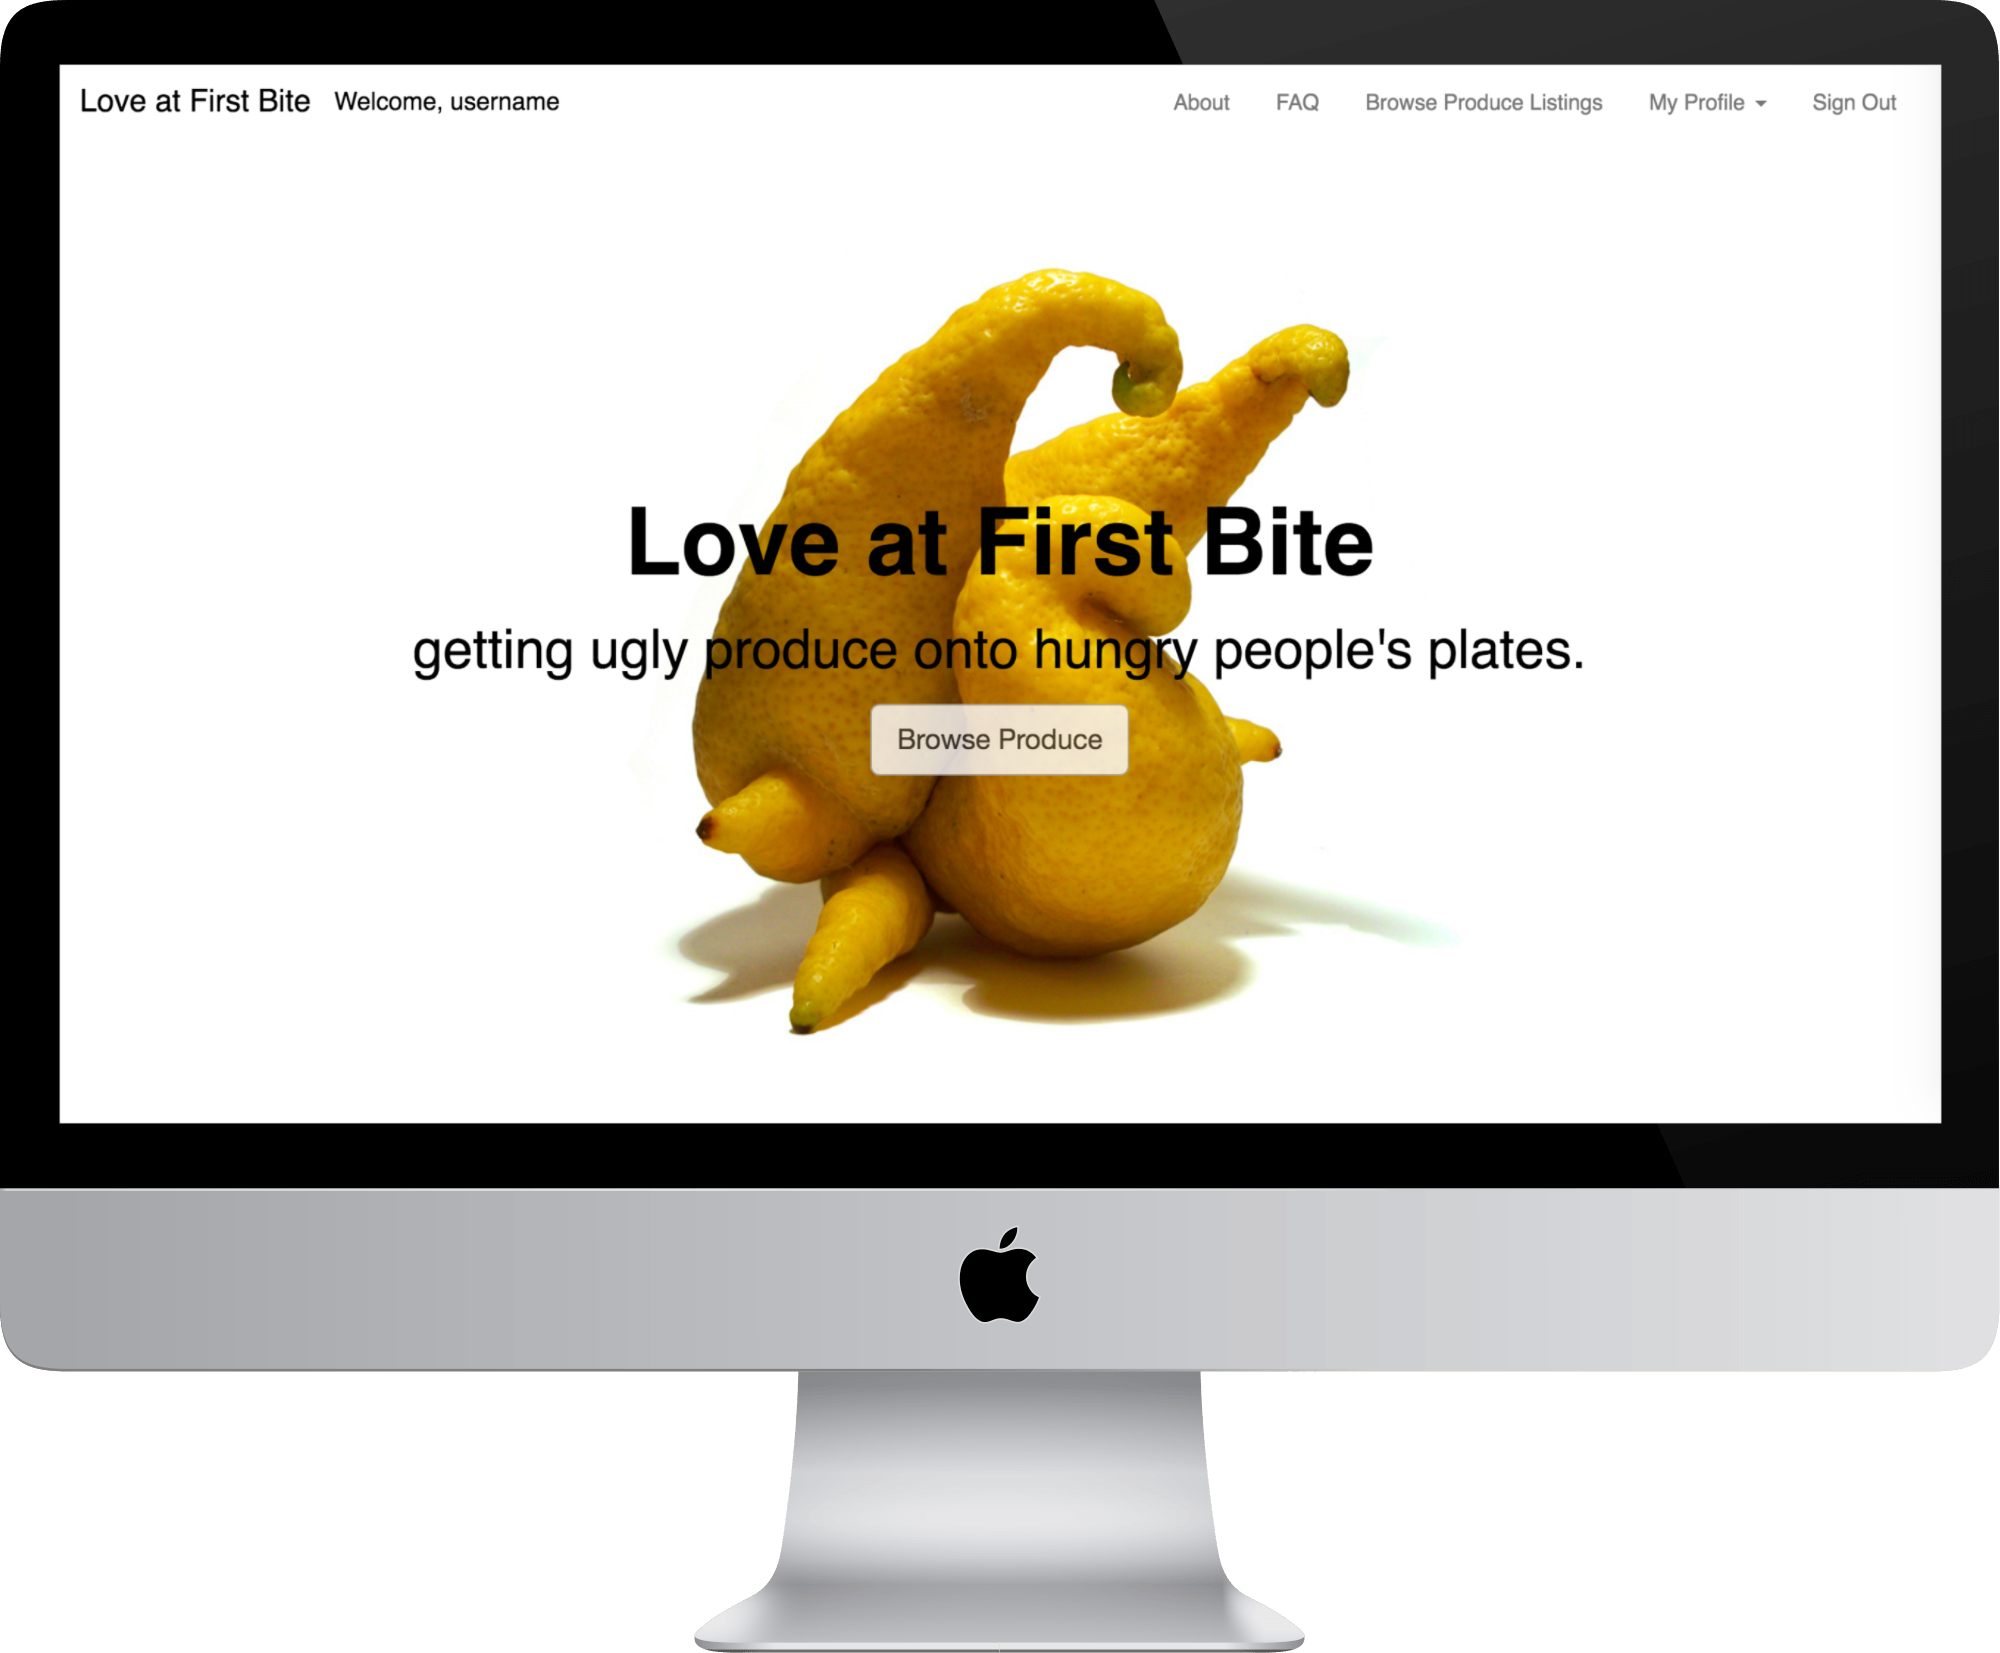 Love at First Bite Welcome, username About FAQ Browse Produce Listings My Profile Sign Out
Love at First Bite
getting ugly produce onto hungry people's plates.
Browse Produce